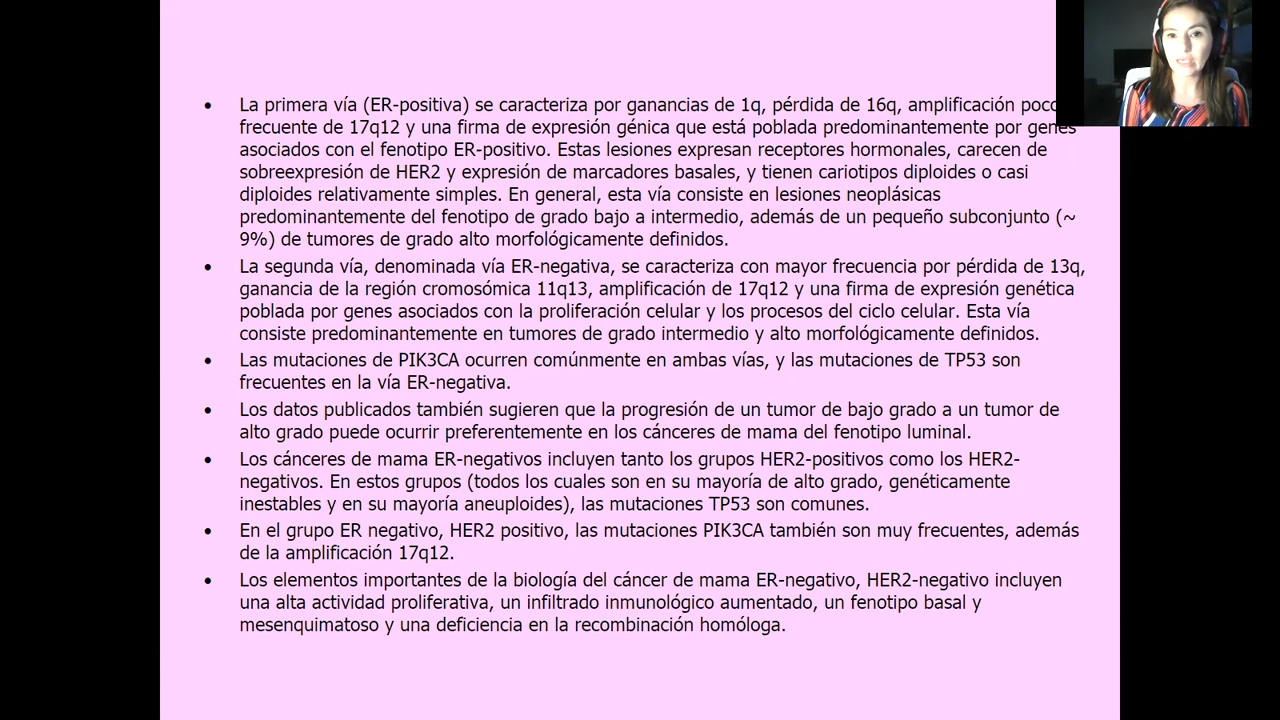 • La primera vía (ER-positiva) se caracteriza por ganancias de 1q, pérdida de 16q, amplificación poco
frecuente de 17q12 y una firma de expresión génica que está poblada predominantemente por genes
asociados con el fenotipo ER-positivo. Estas lesiones expresan receptores hormonales, carecen de
sobreexpresión de HER2 y expresión de marcadores basales, y tienen cariotipos diploides o casi
diploides relativamente simples. En general, esta vía consiste en lesiones neoplásicas
predominantemente del fenotipo de grado bajo a intermedio, además de un pequeño subconjunto (~
9%) de tumores de grado alto morfológicamente definidos.
• La segunda vía, denominada vía ER-negativa, se caracteriza con mayor frecuencia por pérdida de 13q,
ganancia de la región cromosómica 11q13, amplificación de 17q12 y una firma de expresión genética
poblada por genes asociados con la proliferación celular y los procesos del ciclo celular. Esta vía
consiste predominantemente en tumores de grado intermedio y alto morfológicamente definidos.
• Las mutaciones de PIK3CA ocurren comúnmente en ambas vías, y las mutaciones de TP53 son
frecuentes en la vía ER-negativa.
• Los datos publicados también sugieren que la progresión de un tumor de bajo grado a un tumor de
alto grado puede ocurrir preferentemente en los cánceres de mama del fenotipo luminal.
• Los cánceres de mama ER-negativos incluyen tanto los grupos HER2-positivos como los HER2-
negativos. En estos grupos (todos los cuales son en su mayoría de alto grado, genéticamente
inestables y en su mayoría aneuploides), las mutaciones TP53 son comunes.
• En el grupo ER negativo, HER2 positivo, las mutaciones PIK3CA también son muy frecuentes, además
de la amplificación 17q12.
• Los elementos importantes de la biología del cáncer de mama ER-negativo, HER2-negativo incluyen
una alta actividad proliferativa, un infiltrado inmunológico aumentado, un fenotipo basal y
mesenquimatoso y una deficiencia en la recombinación homóloga.